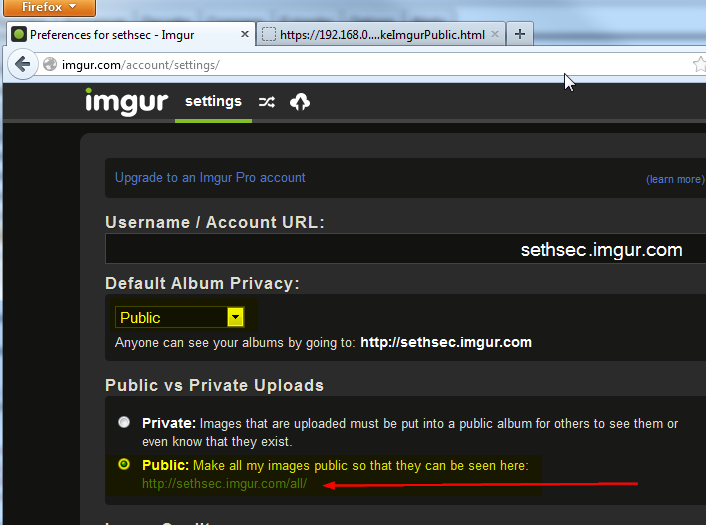 Firefox
Preferences for sethsec - Imgur
https://192.168.0....keImgurPublic.html
imgur.com/account/settings/
imgur settings
Upgrade to an Imgur Pro account (learn more)
Username / Account URL:
sethsec.imgur.com
Default Album Privacy:
Public
Anyone can see your albums by going to: http://sethsec.imgur.com
Public vs Private Uploads
Private: Images that are uploaded must be put into a public album for others to see them or
even know that they exist.
Public: Make all my images public so that they can be seen here:
http://sethsec.imgur.com/all/